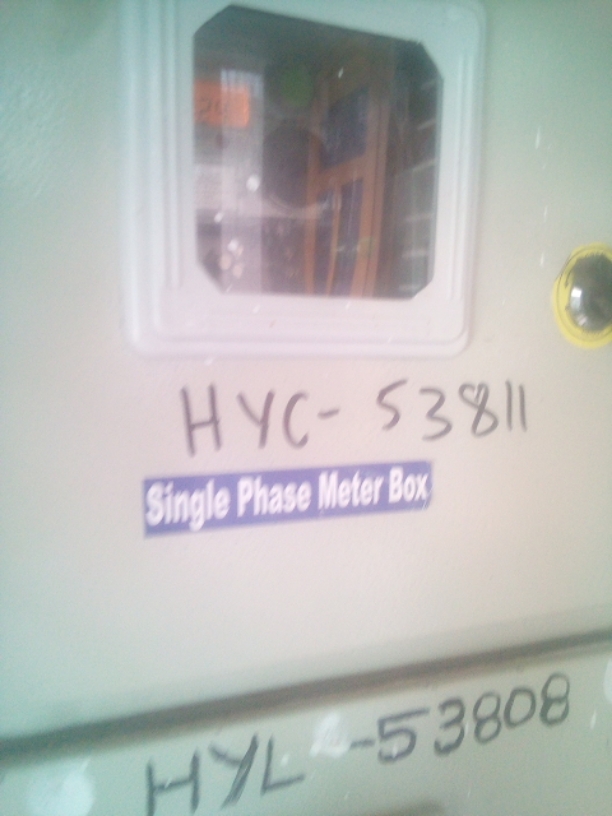 HYC- 53811
Single Phase Meter Box
HYL -53808